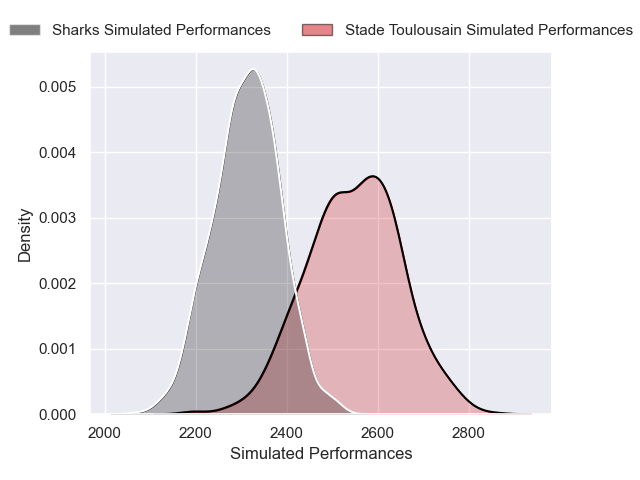 Sharks Simulated Performances
Stade Toulousain Simulated Performances
0.005
0.004
0.003
0.002
0.001
0.000
Density
2000 2200 2400 2600 2800
Simulated Performances